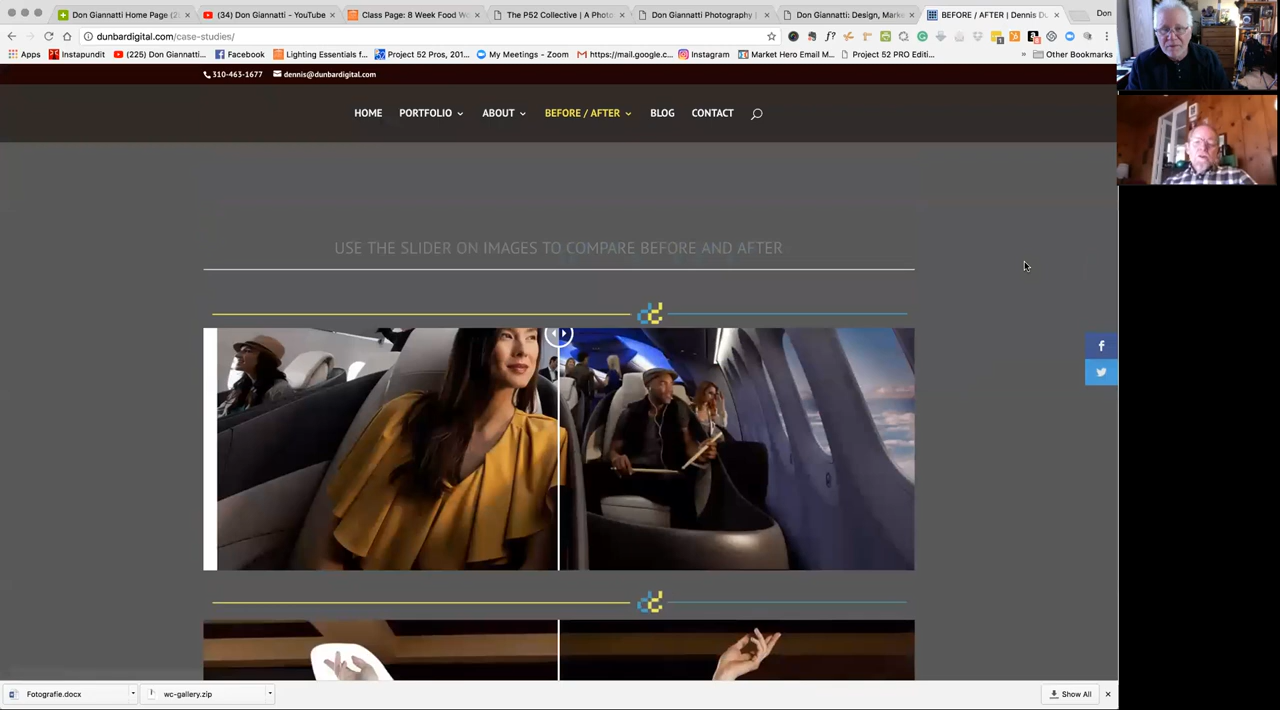 Don Giannatti Home Page (2
(34) Don Giannatti - YouTube
Class Page: 8 Week Food W
The P52 Collective | A Photo
Don Giannatti Photography |
Don Giannatti: Design, Marke
BEFORE / AFTER | Dennis Du
Don
dunbardigital.com/case-studies/
Apps
Instapundit
(225) Don Giannatti...
Facebook
Lighting Essentials f...
Project 52 Pros, 201...
My Meetings - Zoom
https://mail.google.c...
Instagram
Market Hero Email M...
Project 52 PRO Editi...
»
Other Bookmarks
310-463-1677
dennis@dunbardigital.com
HOME
PORTFOLIO
ABOUT
BEFORE / AFTER
BLOG
CONTACT
USE THE SLIDER ON IMAGES TO COMPARE BEFORE AND AFTER
Fotografie.docx
wc-gallery.zip
Show All